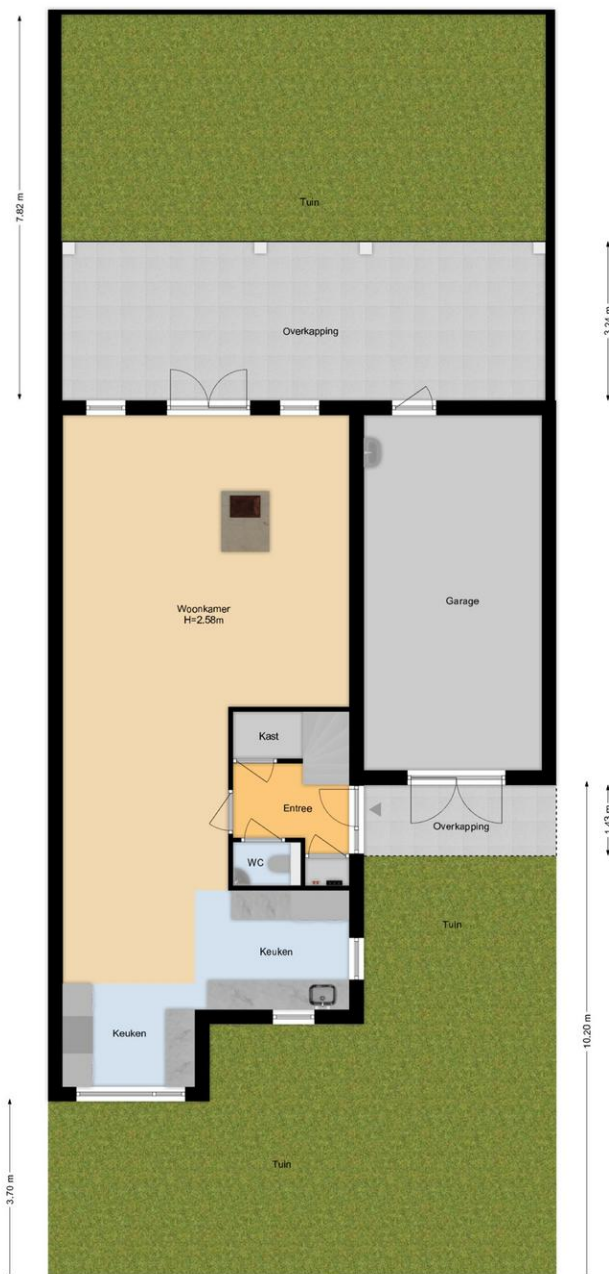 Tuin
7.82 m
3.24 m
Overkapping
Woonkamer
H=2.58m
Garage
Kast
Entree
Overkapping
1.43 m
WC
Tuin
Keuken
Keuken
10.20 m
Tuin
3.70 m